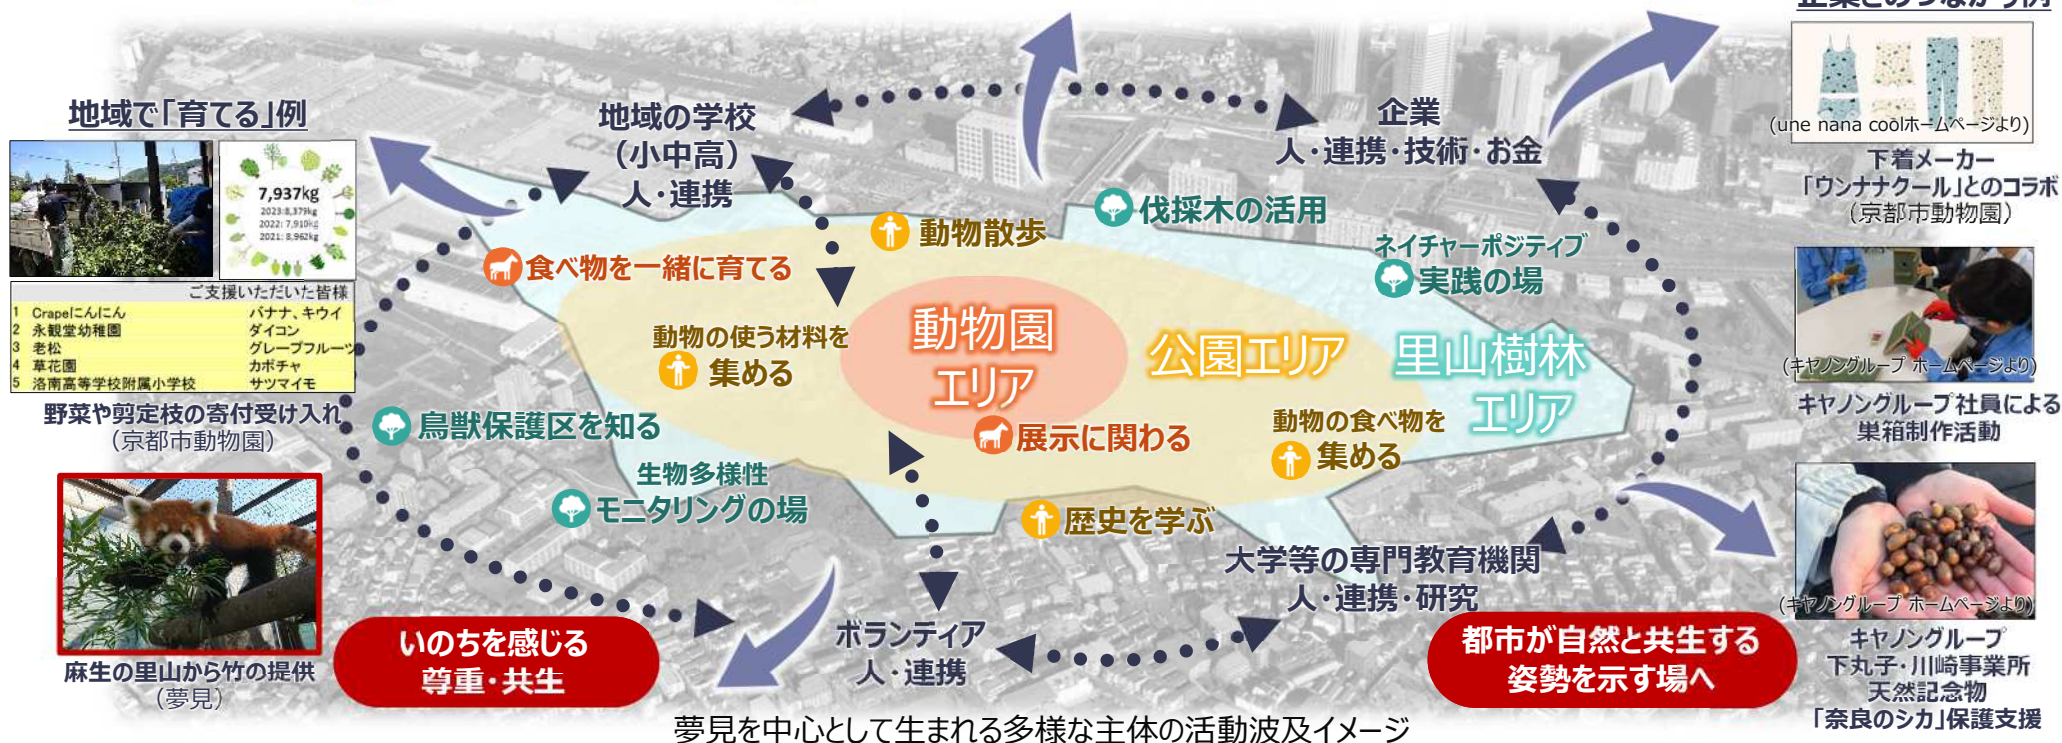 企業とのつながり例
(une nana coolホームページより)
下着メーカー
「ウンナナクール」とのコラボ
（京都市動物園）
地域で「育てる」例
7,937kg
2023:8,379kg
2022: 7,910kg
2021: 8,962kg
ご支援いただいた皆様
1 Crapeにんにん バナナ、キウイ
2 永観堂幼稚園 ダイコン
3 老松 グレープフルーツ
4 草花園 カボチャ
5 洛南高等学校附属小学校 サツマイモ
野菜や剪定枝の寄付受け入れ
（京都市動物園）
麻生の里山から竹の提供
（夢見）
地域の学校
（小中高）
人・連携
企業
人・連携・技術・お金
伐採木の活用
動物散歩
食べ物を一緒に育てる
ネイチャーポジティブ
実践の場
動物の使う材料を
集める
動物園
エリア
公園エリア
里山樹林
エリア
展示に関わる
動物の食べ物を
集める
鳥獣保護区を知る
生物多様性
モニタリングの場
歴史を学ぶ
大学等の専門教育機関
人・連携・研究
ボランティア
人・連携
いのちを感じる
尊重・共生
都市が自然と共生する
姿勢を示す場へ
(キヤノングループ ホームページより)
キヤノングループ社員による
巣箱制作活動
(キヤノングループ ホームページより)
キヤノングループ
下丸子・川崎事業所
天然記念物
「奈良のシカ」保護支援
夢見を中心として生まれる多様な主体の活動波及イメージ